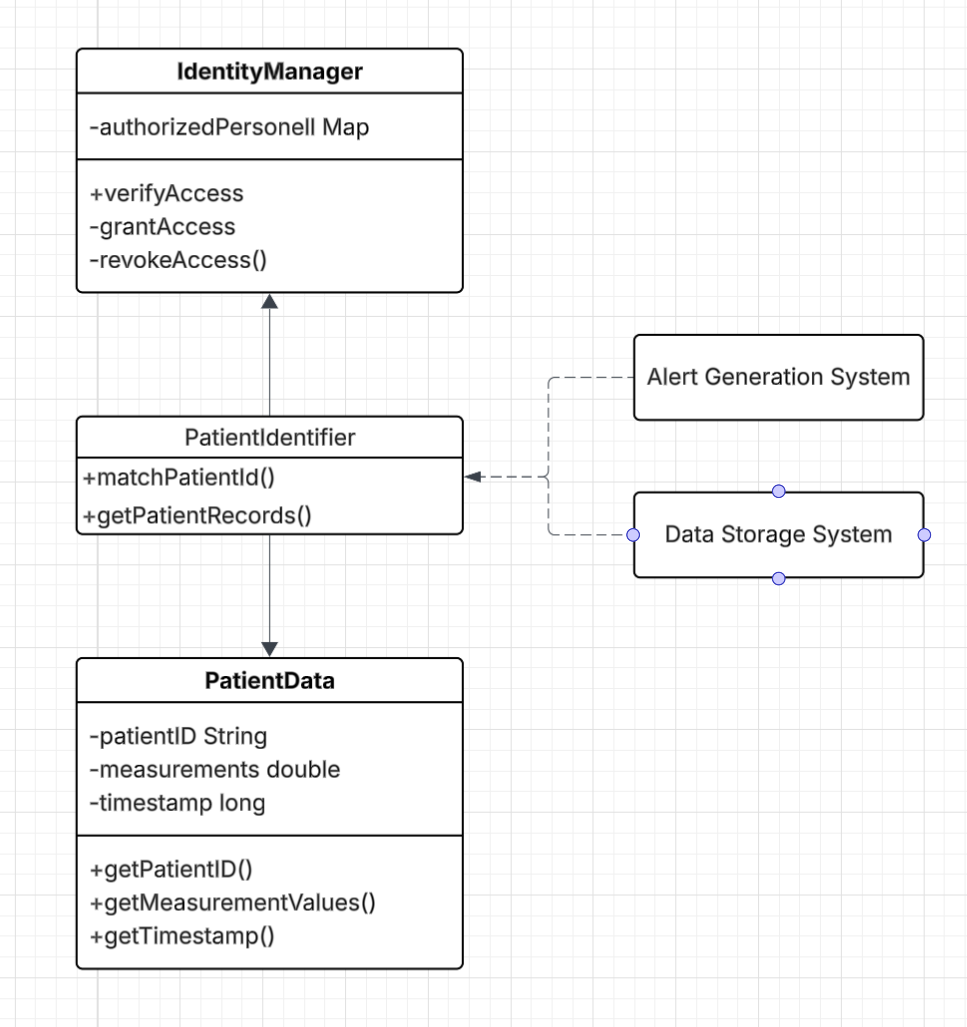 IdentityManager
-authorizedPersonell Map
+verifyAccess
-grantAccess
-revokeAccess()
PatientIdentifier
+matchPatientId()
+getPatientRecords()
Alert Generation System
Data Storage System
PatientData
-patientID String
-measurements double
-timestamp long
+getPatientID()
+getMeasurementValues()
+getTimestamp()